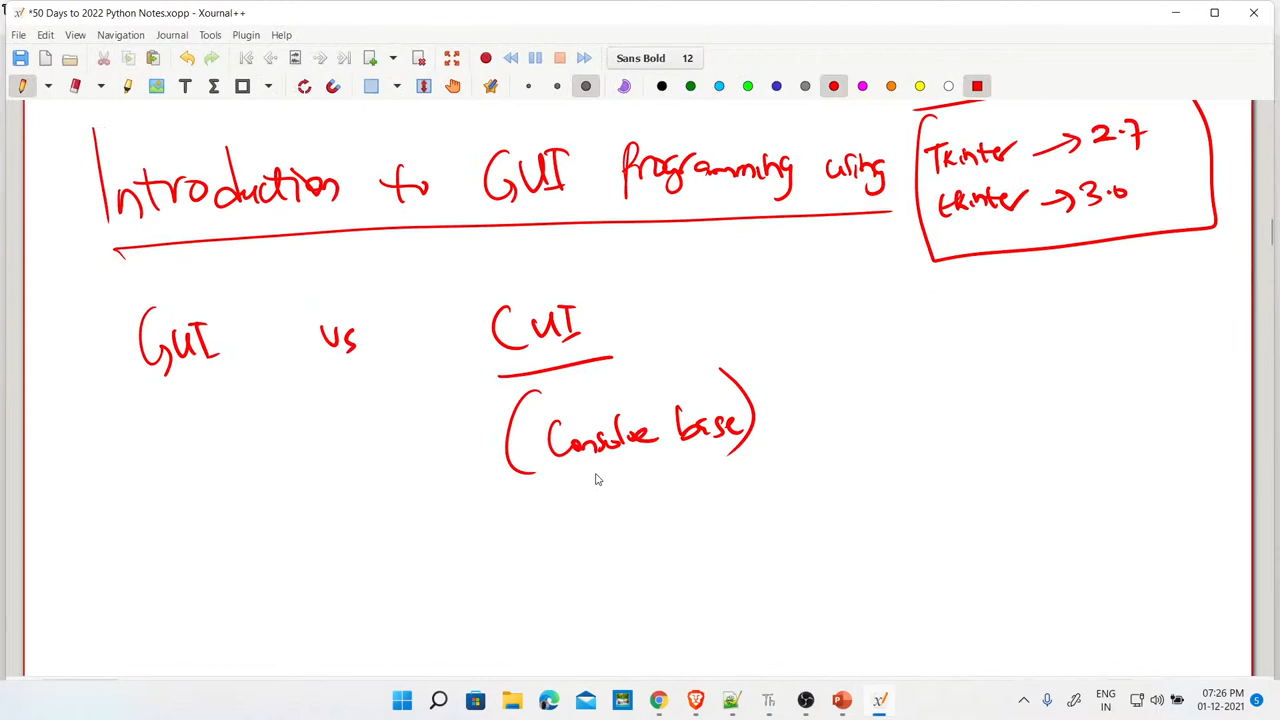 *50 Days to 2022 Python Notes.xopp - Xournal++
File Edit View Navigation Journal Tools Plugin Help
Sans Bold 12
Introduction to GUI Programming using
Tkinter → 2.7
tkinter → 3.0
GUI vs CUI
(Consolve base)
ENG
IN
07:26 PM
01-12-2021
5